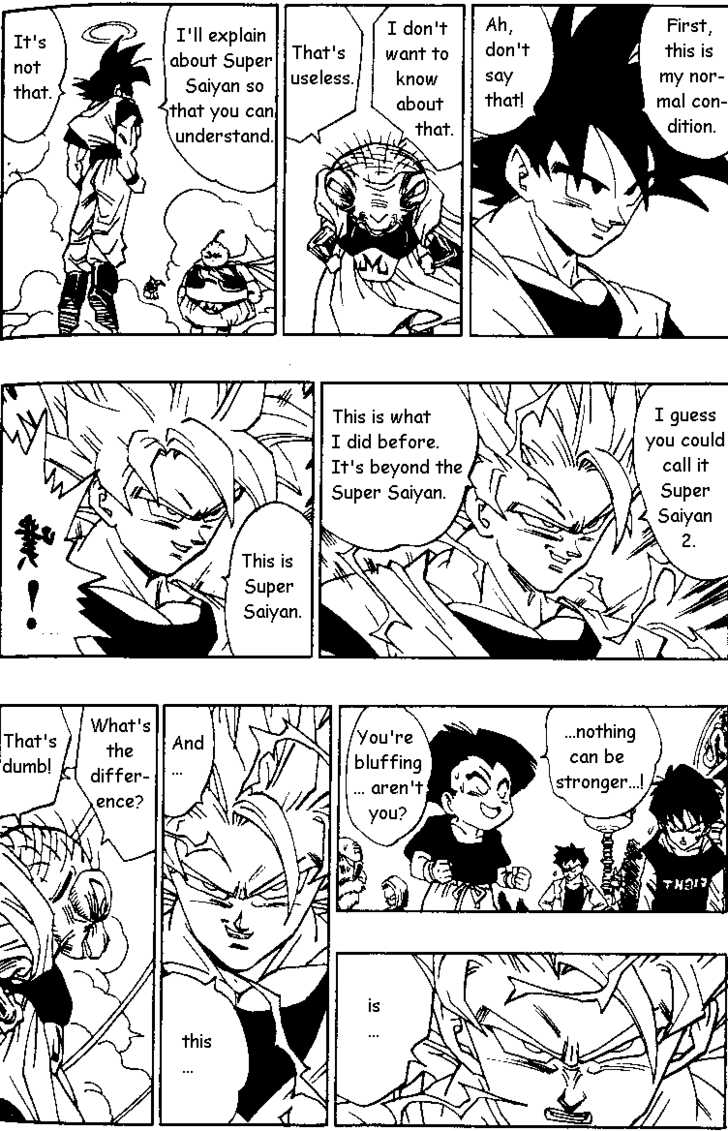 It's
not
that.
I'll explain
about Super
Saiyan so
that you can
understand.
That's
useless.
I don't
want to
know
about
that.
Ah,
don't
say
that!
First,
this is
my nor-
mal con-
dition.
This is
Super
Saiyan.
This is what
I did before.
It's beyond the
Super Saiyan.
I guess
you could
call it
Super
Saiyan
2.
That's
dumb!
What's
the
differ-
ence?
And
...
this
...
You're
bluffing
... aren't
you?
...nothing
can be
stronger...!
is
...